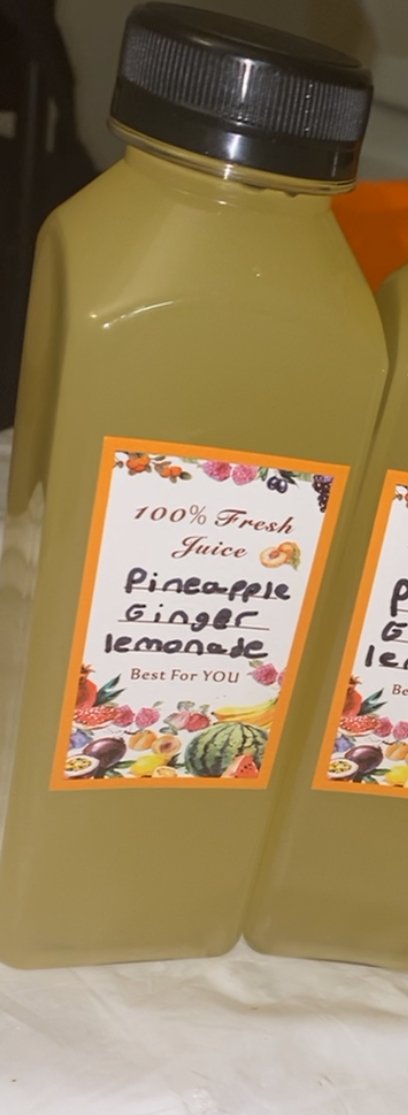 100% Fresh
Juice
Pineapple
Ginger
lemonade
Best For YOU